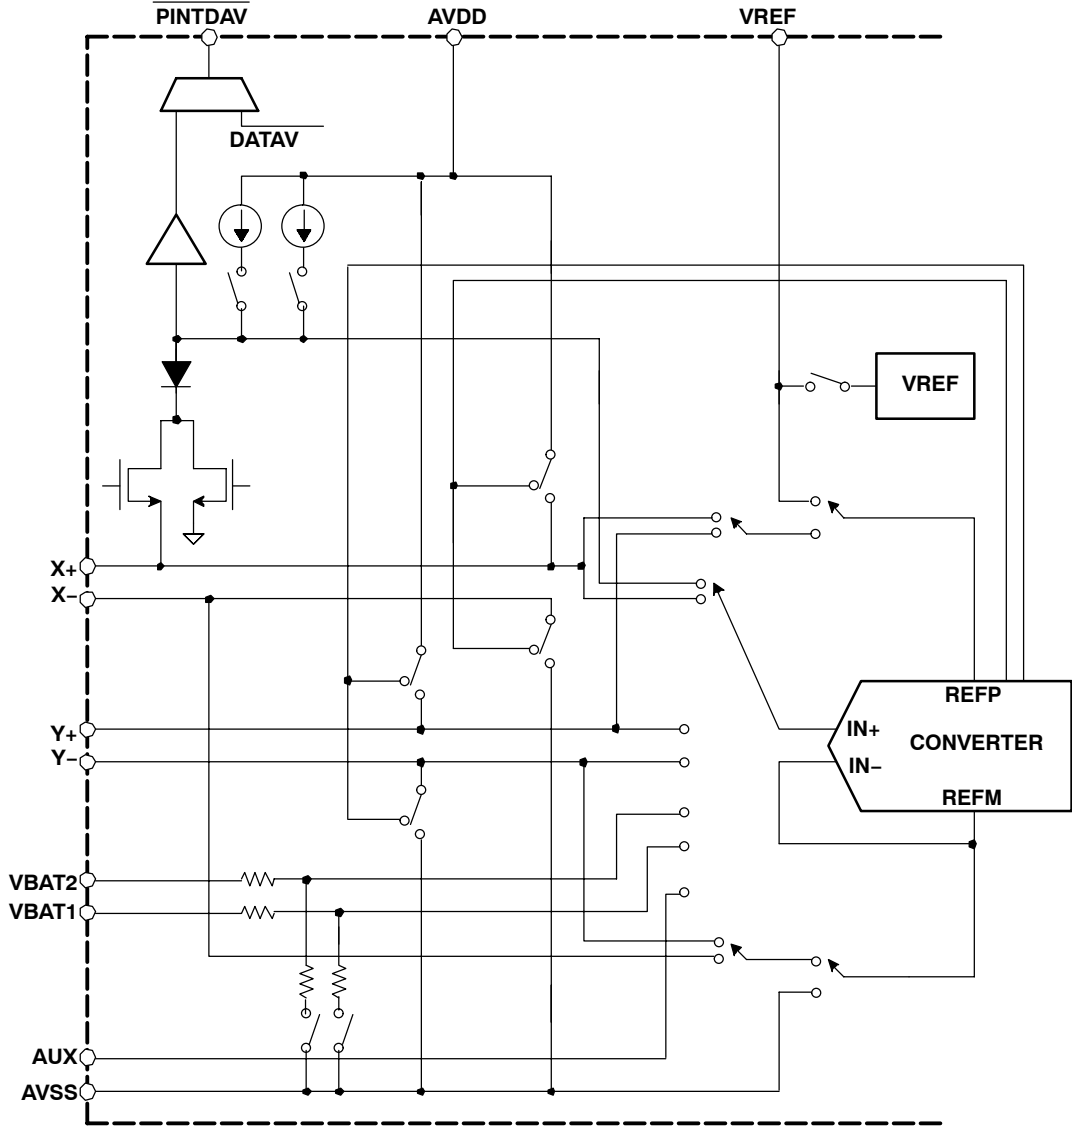 PINTDAV
AVDD
VREF
DATAV
VREF
X+
X−
REFP
Y+
IN+
CONVERTER
Y−
IN−
REFM
VBAT2
VBAT1
AUX
AVSS